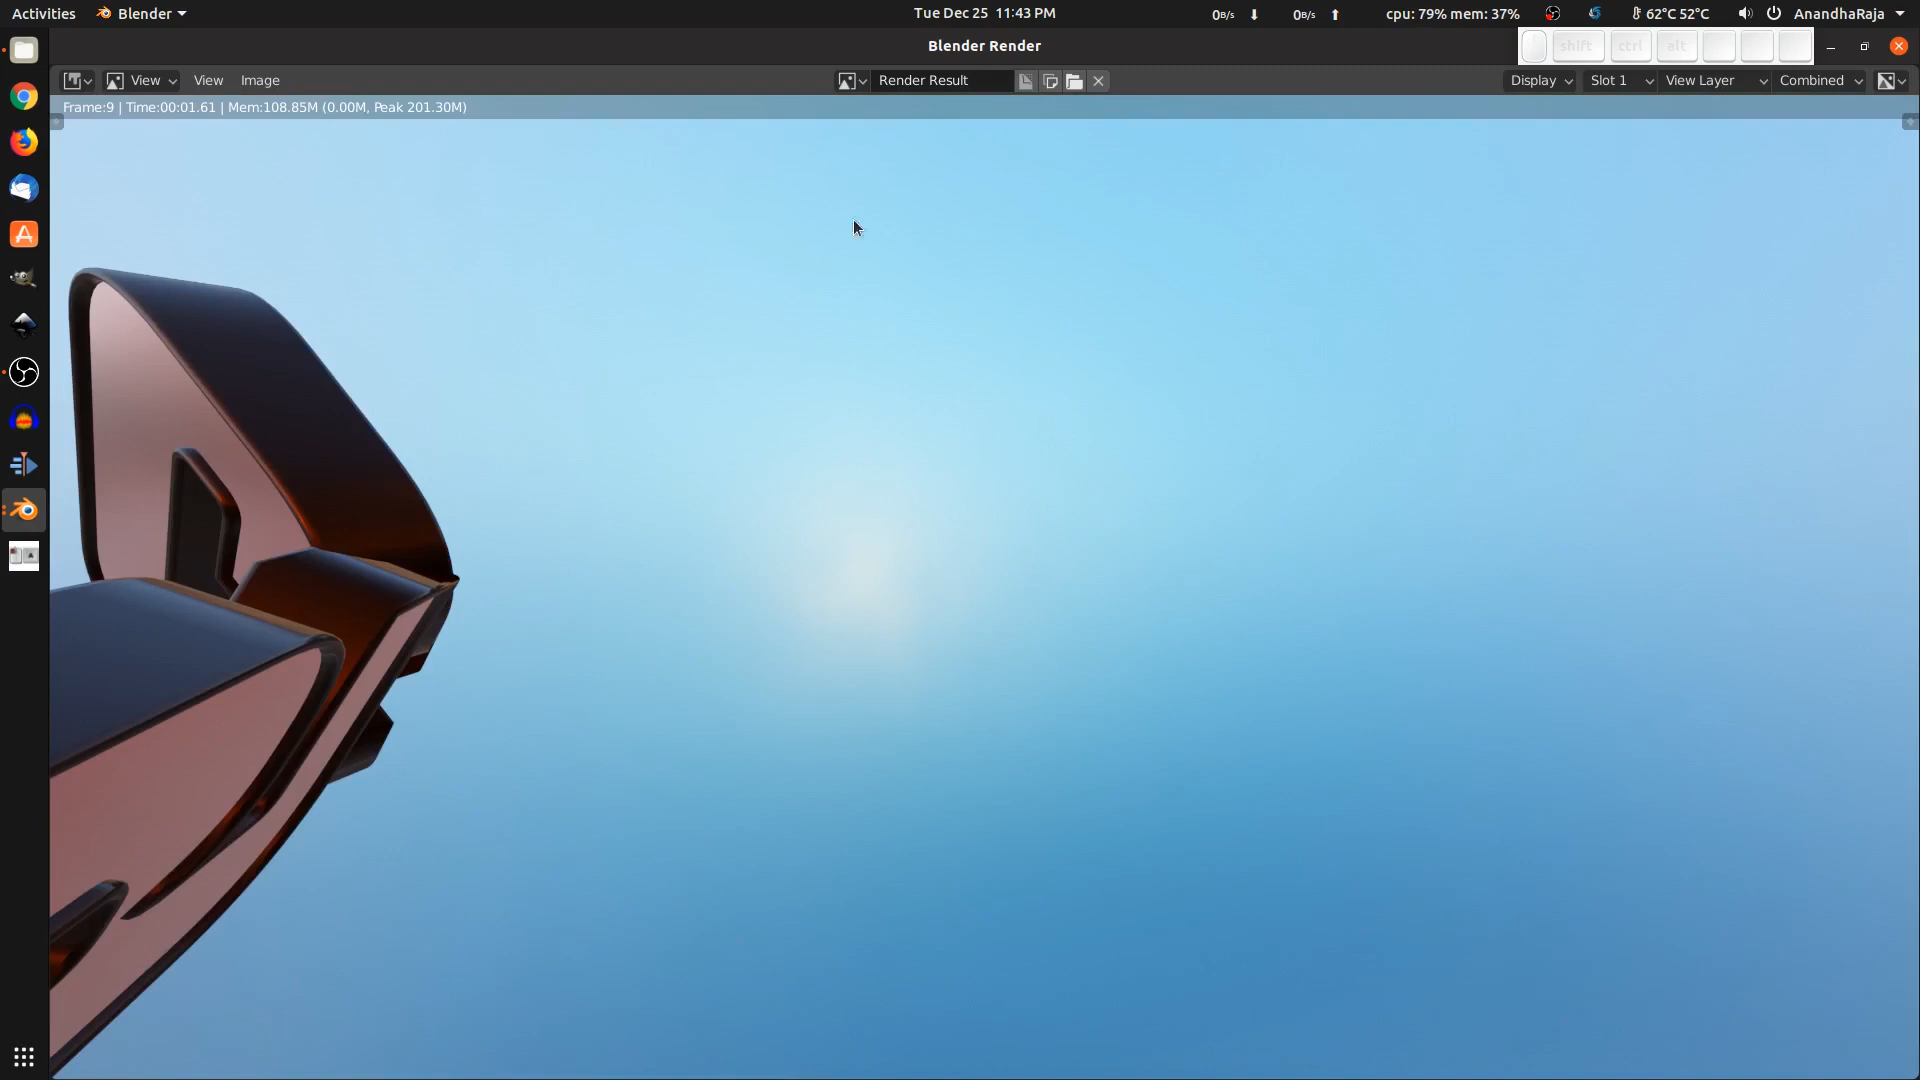 Activities Blender Tue Dec 25 11:43 PM 0B/s 0B/s cpu: 79% mem: 37% 62°C 52°C AnandhaRaja
Blender Render shift ctrl alt
View View Image Render Result Display Slot 1 View Layer Combined
Frame:9 | Time:00:01.61 | Mem:108.85M (0.00M, Peak 201.30M)